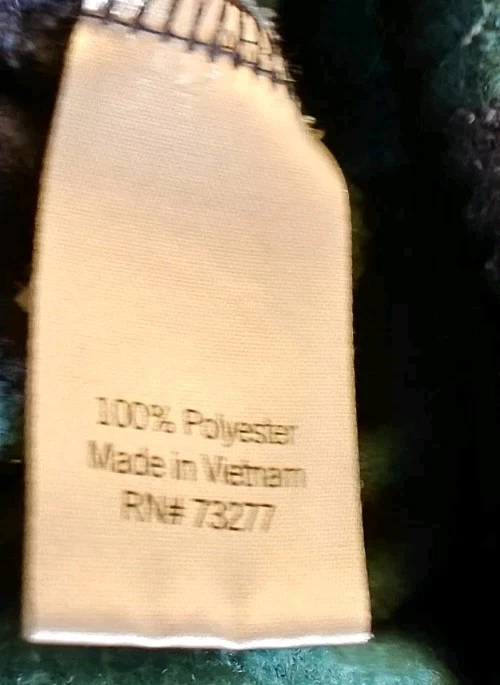 100% Polyester
Made in Vietnam
RN# 73277